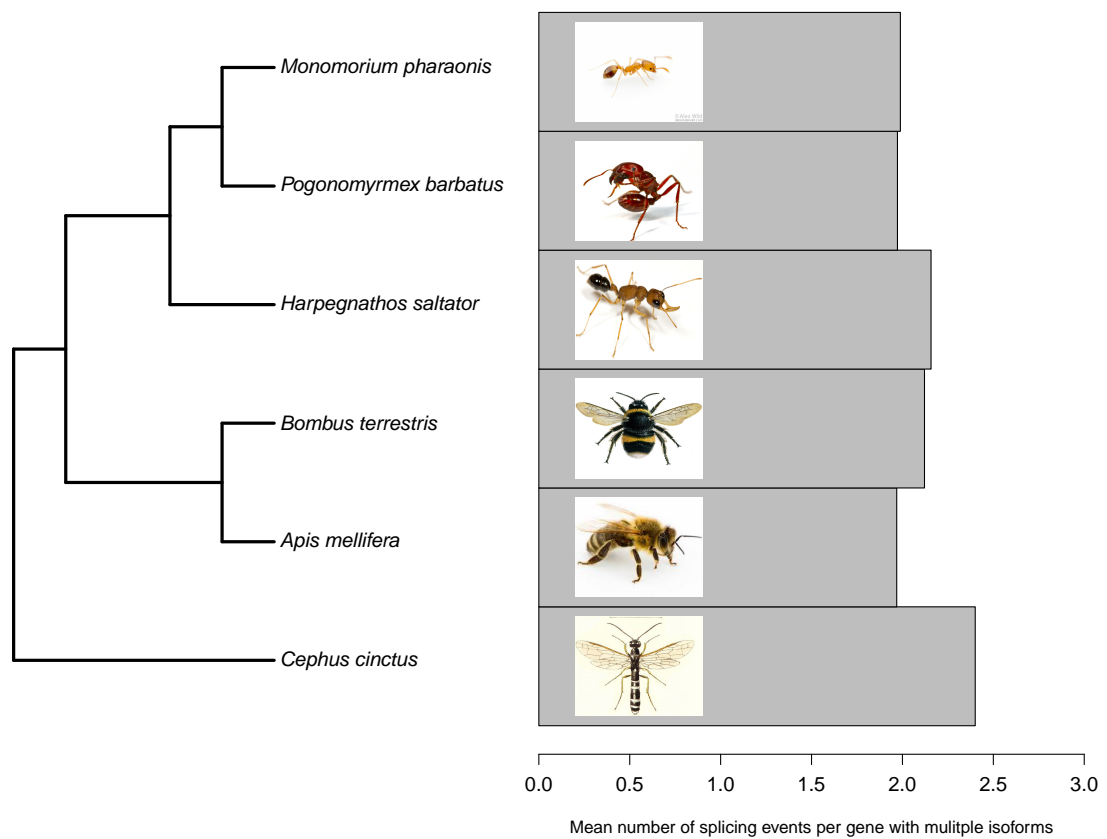 Monomorium pharaonis
Pogonomyrmex barbatus
Harpegnathos saltator
Bombus terrestris
Apis mellifera
Cephus cinctus
0.0 0.5 1.0 1.5 2.0 2.5 3.0
Mean number of splicing events per gene with mulitple isoforms